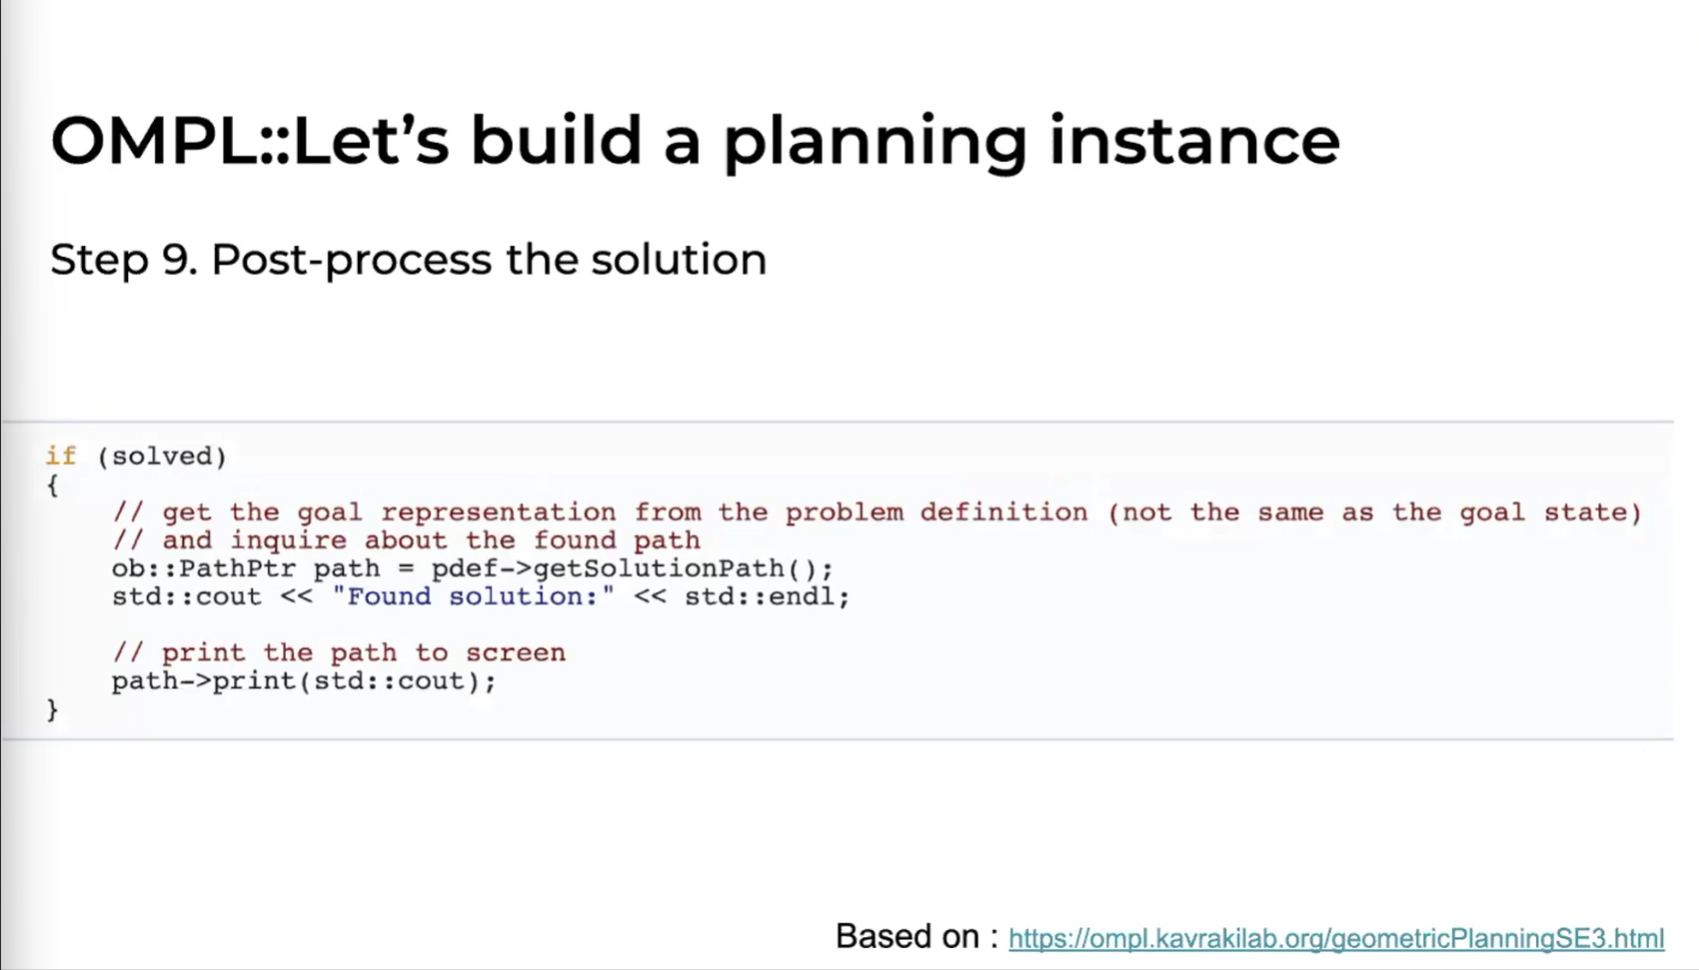 OMPL::Let’s build a planning instance
Step 9. Post-process the solution
if (solved)
{
    // get the goal representation from the problem definition (not the same as the goal state)
    // and inquire about the found path
    ob::PathPtr path = pdef->getSolutionPath();
    std::cout << "Found solution:" << std::endl;

    // print the path to screen
    path->print(std::cout);
}
Based on : https://ompl.kavrakilab.org/geometricPlanningSE3.html